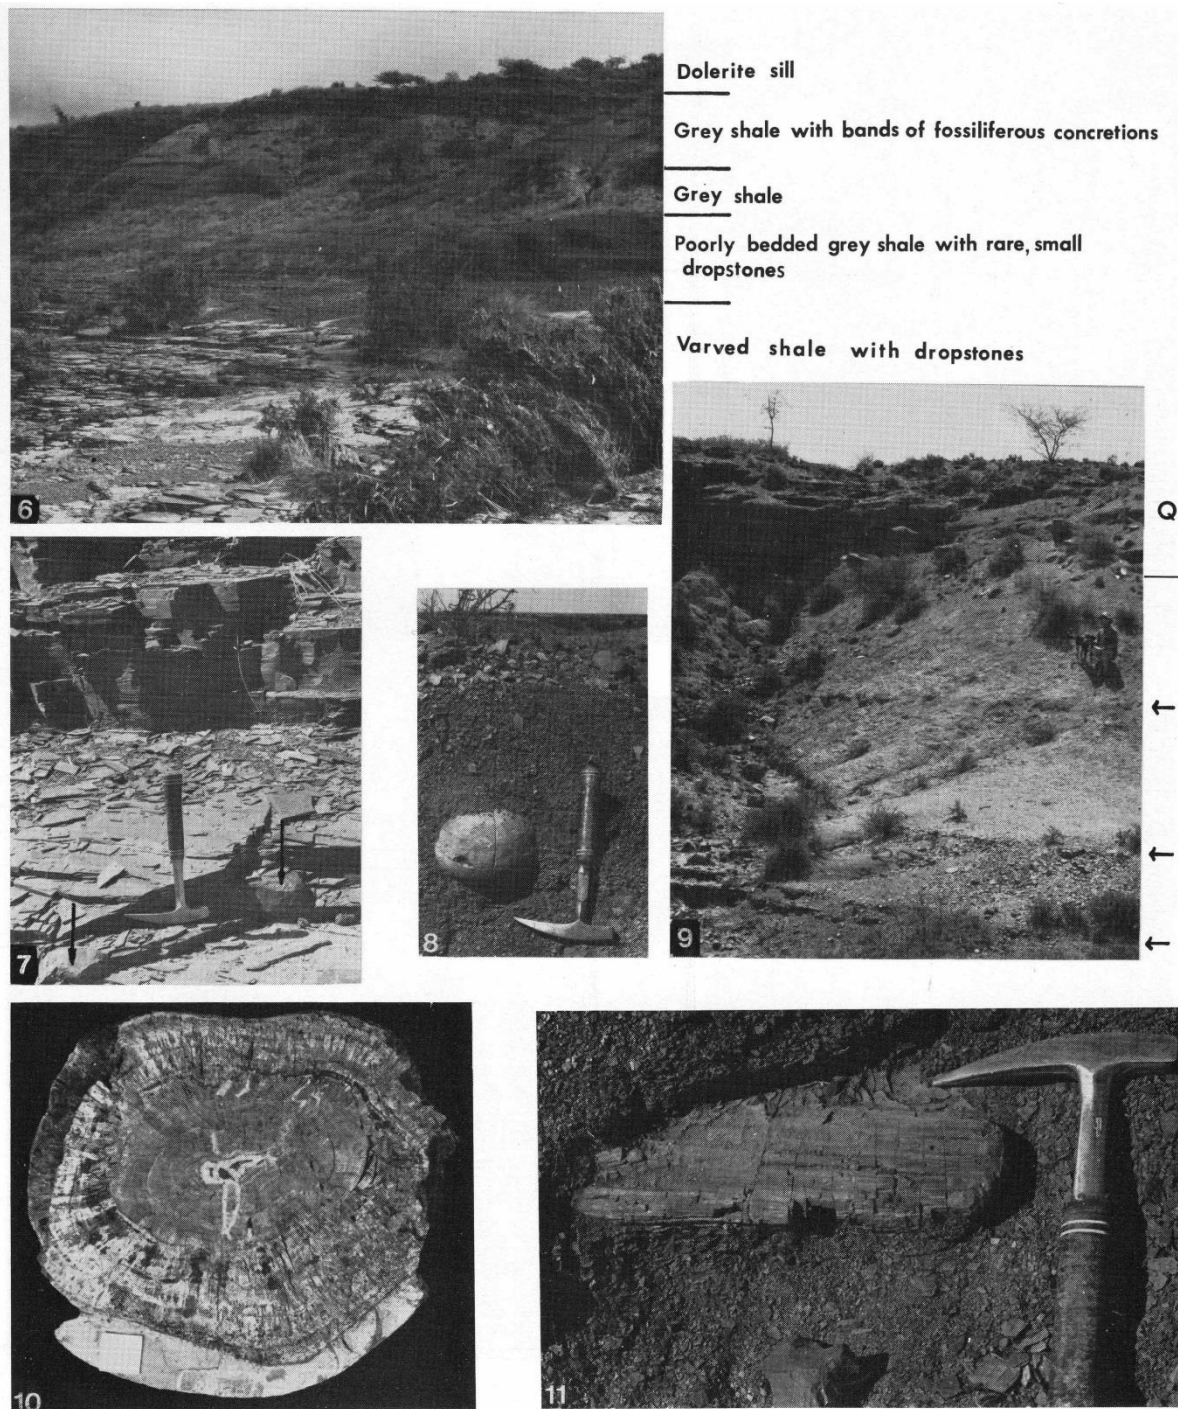 Dolerite sill
Grey shale with bands of fossiliferous concretions
Grey shale
Poorly bedded grey shale with rare, small
dropstones
Varved shale with dropstones
6
Q
7
8
9
10
11